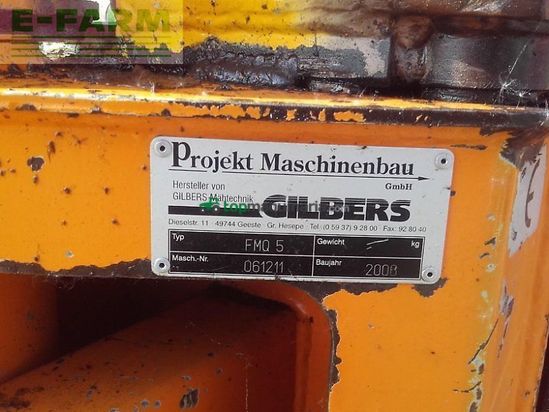 E-FARM
Projekt Maschinenbau
GmbH
Hersteller von
GILBERS-Mähtechnik
GILBERS
Dieselstr. 11 49744 Geeste Gr. Hesepe Tel: (0 59 37) 9 28 00 Fax: 92 80 40
Typ FMQ 5 Gewicht kg
Masch.-Nr. 061211 Baujahr 2008